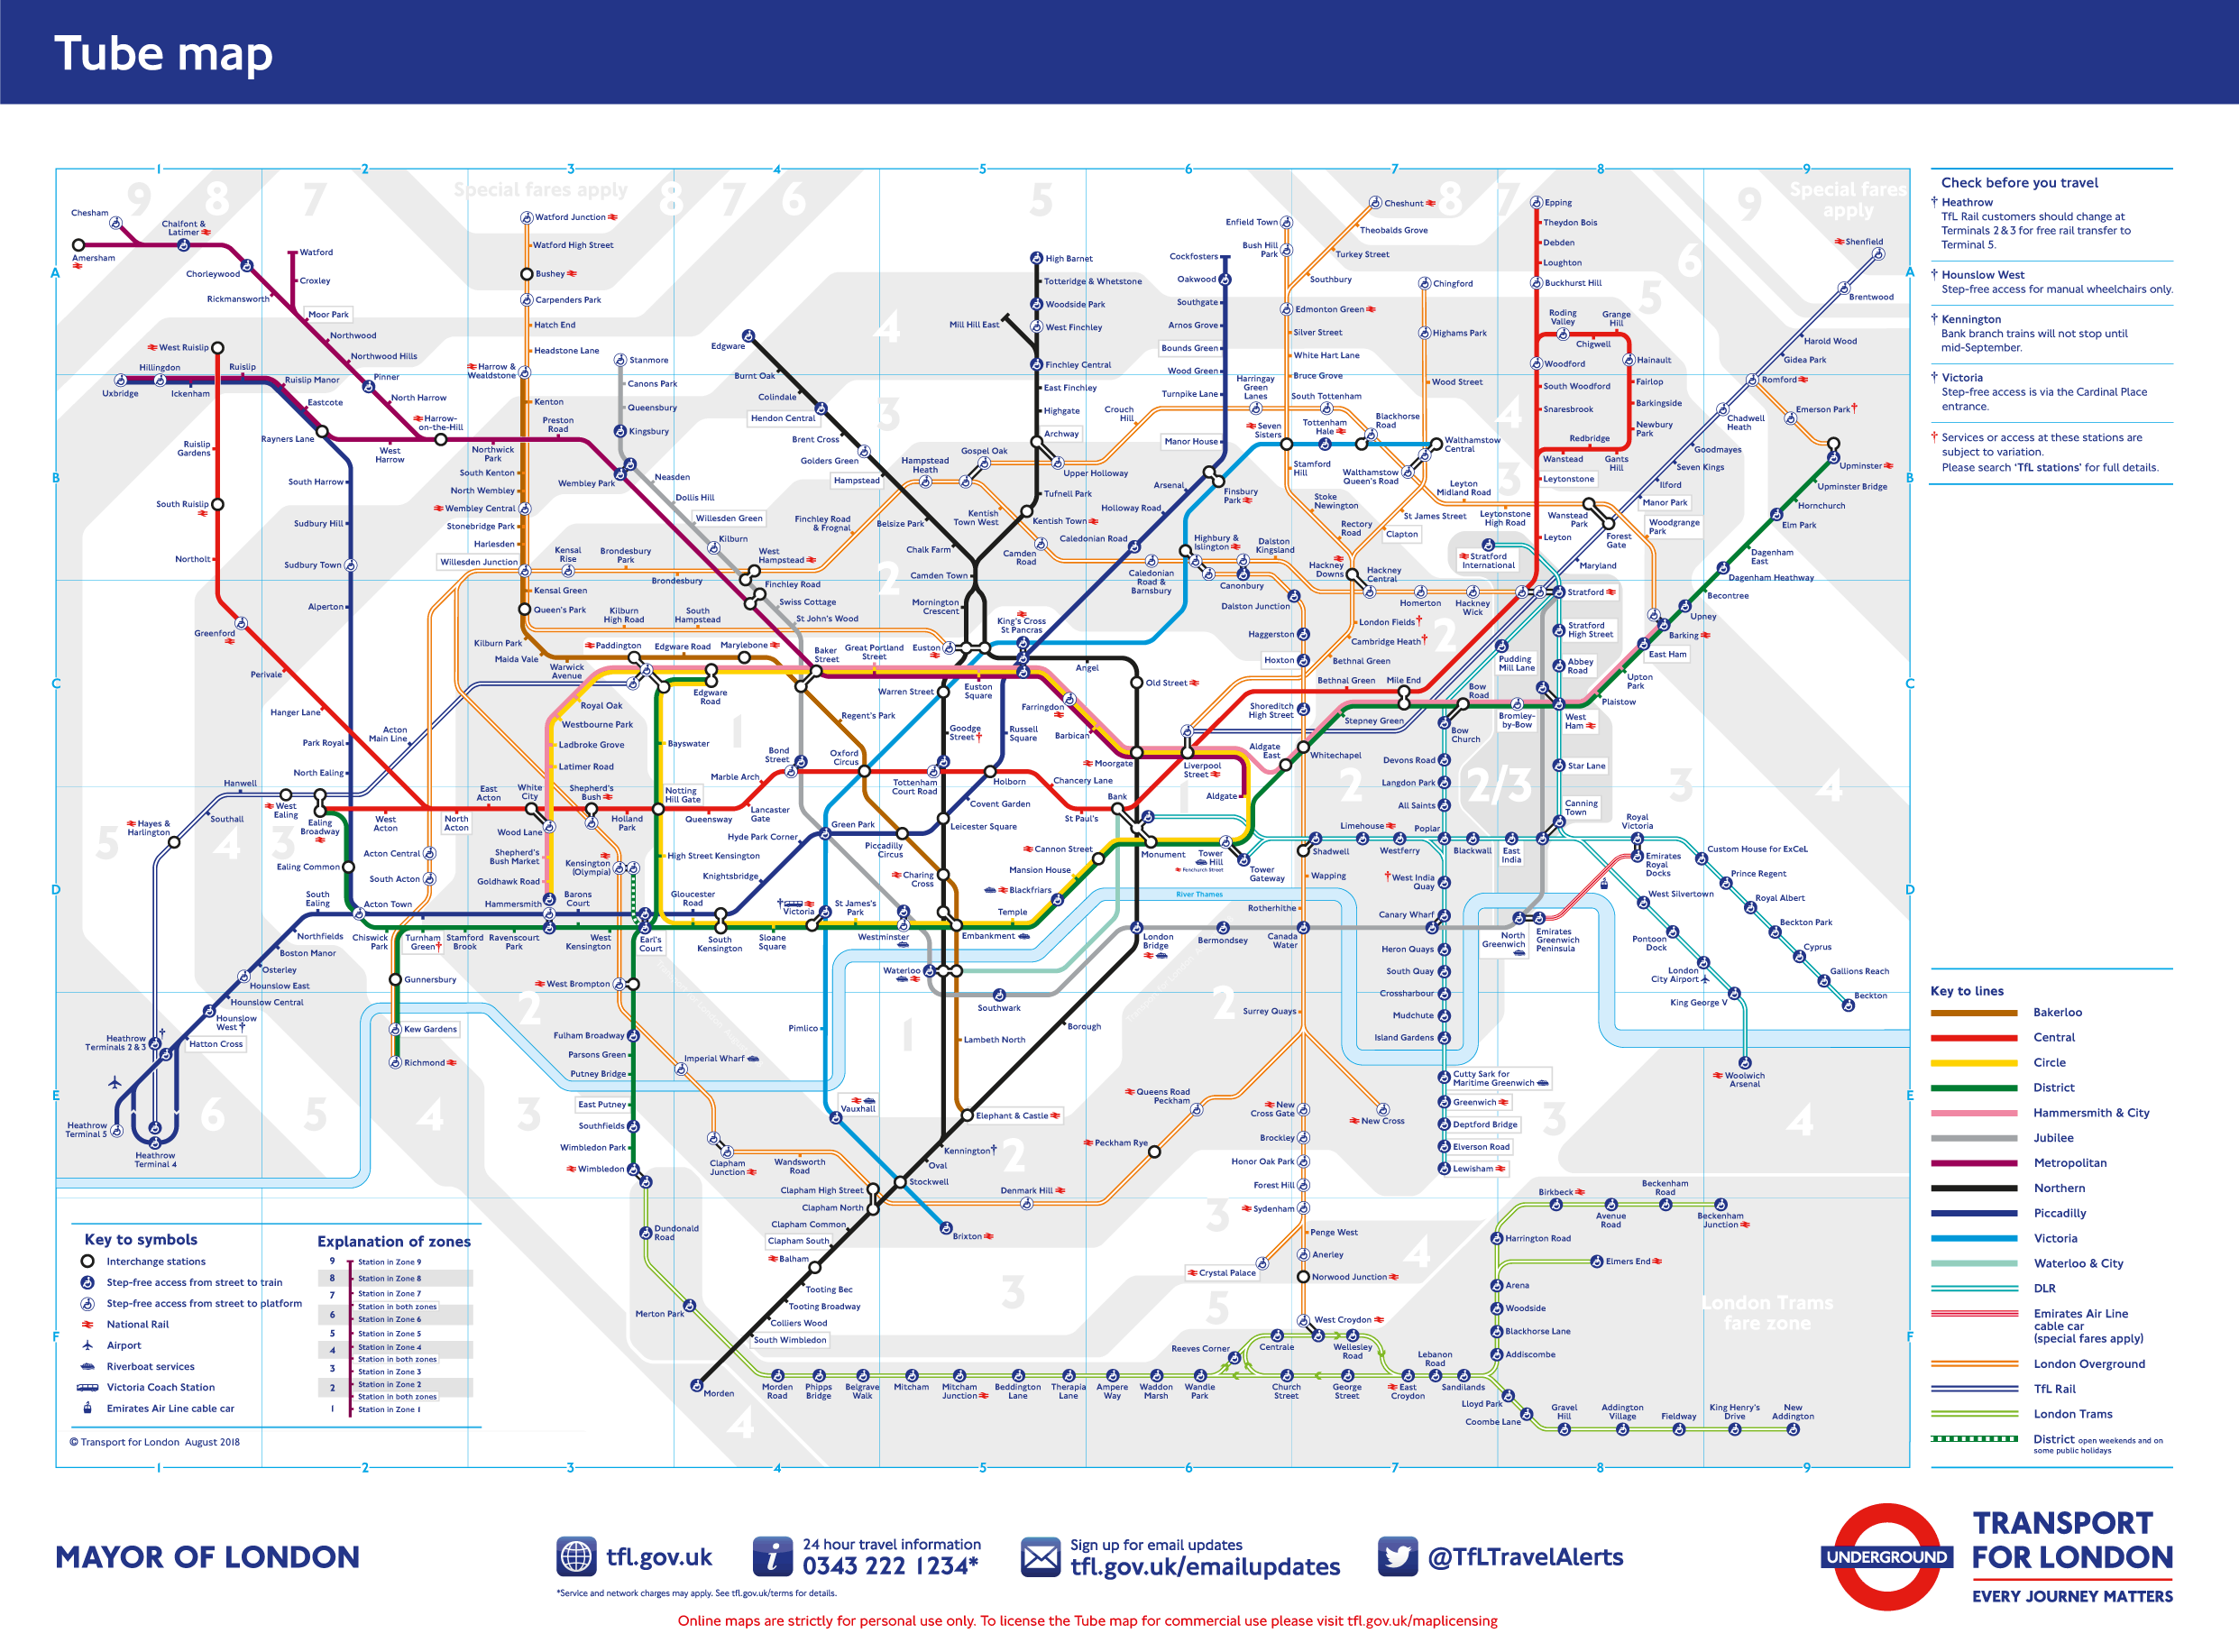 Tube map
1
2
3
4
5
6
7
8
9
A
B
C
D
E
F
Special fares apply
Special fares
apply
Chesham
Chalfont &
Latimer
Amersham
Chorleywood
Rickmansworth
Watford
Croxley
Moor Park
Northwood
Northwood Hills
Pinner
North Harrow
Harrow-
on-the-Hill
West Ruislip
Hillingdon
Ruislip
Uxbridge
Ickenham
Ruislip Manor
Eastcote
Rayners Lane
West
Harrow
Northwick
Park
Preston
Road
Ruislip
Gardens
South Ruislip
Northolt
Greenford
Perivale
Hanger Lane
South Harrow
Sudbury Hill
Sudbury Town
Alperton
Park Royal
North Ealing
Watford Junction
Watford High Street
Bushey
Carpenders Park
Hatch End
Headstone Lane
Harrow &
Wealdstone
Kenton
South Kenton
North Wembley
Wembley Central
Stonebridge Park
Harlesden
Willesden Junction
Kensal Green
Queen's Park
Kilburn Park
Maida Vale
Warwick
Avenue
Paddington
Edgware Road
Marylebone
Baker
Street
Stanmore
Canons Park
Queensbury
Kingsbury
Wembley Park
Neasden
Dollis Hill
Willesden Green
Kilburn
West
Hampstead
Finchley Road
Swiss Cottage
St John's Wood
Kensal
Rise
Brondesbury
Park
Brondesbury
Kilburn
High Road
South
Hampstead
Finchley Road
& Frognal
Hampstead
Heath
Gospel Oak
Upper Holloway
Crouch
Hill
Harringay
Green
Lanes
South Tottenham
Blackhorse
Road
Kentish
Town West
Camden
Road
Caledonian
Road &
Barnsbury
Highbury &
Islington
Canonbury
Dalston
Kingsland
Hackney
Downs
Hackney
Central
Homerton
Hackney
Wick
Edgware
Burnt Oak
Colindale
Hendon Central
Brent Cross
Golders Green
Hampstead
Belsize Park
Chalk Farm
Camden Town
Mornington
Crescent
Euston
High Barnet
Totteridge & Whetstone
Woodside Park
West Finchley
Mill Hill East
Finchley Central
East Finchley
Highgate
Archway
Tufnell Park
Kentish Town
Cockfosters
Oakwood
Southgate
Arnos Grove
Bounds Green
Wood Green
Turnpike Lane
Manor House
Finsbury
Park
Arsenal
Holloway Road
Caledonian Road
King's Cross
St Pancras
Enfield Town
Bush Hill
Park
Cheshunt
Theobalds Grove
Turkey Street
Southbury
Edmonton Green
Silver Street
White Hart Lane
Bruce Grove
Seven
Sisters
Tottenham
Hale
Walthamstow
Central
Stamford
Hill
Stoke
Newington
Rectory
Road
Chingford
Highams Park
Wood Street
Walthamstow
Queen's Road
Leyton
Midland Road
St James Street
Clapton
Leytonstone
High Road
Wanstead
Park
Woodgrange
Park
London Fields†
Cambridge Heath†
Bethnal Green
Epping
Theydon Bois
Debden
Loughton
Buckhurst Hill
Roding
Valley
Chigwell
Grange
Hill
Woodford
Hainault
South Woodford
Fairlop
Snaresbrook
Barkingside
Newbury
Park
Redbridge
Wanstead
Gants
Hill
Leytonstone
Leyton
Stratford
International
Stratford
Stratford
High Street
Abbey
Road
Pudding
Mill Lane
Shenfield
Brentwood
Harold Wood
Gidea Park
Romford
Emerson Park†
Upminster
Chadwell
Heath
Goodmayes
Seven Kings
Ilford
Manor Park
Forest
Gate
Maryland
Upminster Bridge
Hornchurch
Elm Park
Dagenham
East
Dagenham Heathway
Becontree
Upney
Barking
East Ham
Upton
Park
Plaistow
West
Ham
Bromley-
by-Bow
Bow
Road
Bow
Church
Mile End
Bethnal Green
Stepney Green
Whitechapel
Aldgate
East
Aldgate
Liverpool
Street
Moorgate
Barbican
Farringdon
Great Portland
Street
Euston
Square
Warren Street
Regent's Park
Goodge
Street†
Russell
Square
Angel
Old Street
Dalston Junction
Haggerston
Hoxton
Shoreditch
High Street
Edgware
Road
Royal Oak
Westbourne Park
Ladbroke Grove
Latimer Road
Wood Lane
Shepherd's
Bush Market
Goldhawk Road
Hammersmith
Bayswater
Notting
Hill Gate
High Street Kensington
Bond
Street
Oxford
Circus
Tottenham
Court Road
Holborn
Chancery Lane
St Paul's
Bank
Marble Arch
Lancaster
Gate
Queensway
Holland
Park
Shepherd's
Bush
White
City
East
Acton
North
Acton
West
Acton
Ealing
Broadway
West
Ealing
Hanwell
Southall
Hayes &
Harlington
Acton
Main Line
Ealing Common
South
Ealing
Acton Town
Acton Central
South Acton
Northfields
Boston Manor
Osterley
Hounslow East
Hounslow Central
Hounslow
West†
Hatton Cross
Heathrow
Terminals 2 & 3
†
Heathrow
Terminal 5
Heathrow
Terminal 4
Chiswick
Park
Turnham
Green†
Stamford
Brook
Ravenscourt
Park
Barons
Court
West
Kensington
Earl's
Court
Kensington
(Olympia)
Gunnersbury
Kew Gardens
Richmond
Gloucester
Road
South
Kensington
Sloane
Square
Victoria
†
St James's
Park
Westminster
Embankment
Temple
Blackfriars
Mansion House
Cannon Street
Monument
Tower
Hill
Fenchurch Street
Tower
Gateway
Knightsbridge
Hyde Park Corner
Green Park
Piccadilly
Circus
Leicester Square
Covent Garden
Charing
Cross
Waterloo
Southwark
London
Bridge
Bermondsey
Canada
Water
River Thames
Lambeth North
Borough
Elephant & Castle
Kennington†
Oval
Stockwell
Pimlico
Vauxhall
Brixton
West Brompton
Fulham Broadway
Parsons Green
Putney Bridge
East Putney
Southfields
Wimbledon Park
Wimbledon
Imperial Wharf
Clapham
Junction
Wandsworth
Road
Clapham High Street
Clapham North
Clapham Common
Clapham South
Balham
Tooting Bec
Tooting Broadway
Colliers Wood
South Wimbledon
Morden
Denmark Hill
Peckham Rye
Queens Road
Peckham
Shadwell
Wapping
Rotherhithe
Surrey Quays
New
Cross Gate
New Cross
Brockley
Honor Oak Park
Forest Hill
Sydenham
Crystal Palace
Penge West
Anerley
Norwood Junction
West Croydon
Limehouse
Westferry
Poplar
Blackwall
East
India
Canning
Town
Star Lane
Devons Road
Langdon Park
All Saints
West India
Quay
†
Canary Wharf
Heron Quays
South Quay
Crossharbour
Mudchute
Island Gardens
Cutty Sark for
Maritime Greenwich
Greenwich
Deptford Bridge
Elverson Road
Lewisham
North
Greenwich
Emirates
Greenwich
Peninsula
Royal
Victoria
Emirates
Royal
Docks
Custom House for ExCeL
Prince Regent
Royal Albert
Beckton Park
Cyprus
Gallions Reach
Beckton
West Silvertown
Pontoon
Dock
London
City Airport
King George V
Woolwich
Arsenal
Dundonald
Road
Merton Park
Morden
Road
Phipps
Bridge
Belgrave
Walk
Mitcham
Mitcham
Junction
Beddington
Lane
Therapia
Lane
Ampere
Way
Waddon
Marsh
Wandle
Park
Reeves Corner
Centrale
Wellesley
Road
Church
Street
George
Street
East
Croydon
Lebanon
Road
Sandilands
Lloyd Park
Coombe Lane
Gravel
Hill
Addington
Village
Fieldway
King Henry's
Drive
New
Addington
Addiscombe
Blackhorse Lane
Woodside
Arena
Elmers End
Harrington Road
Birkbeck
Avenue
Road
Beckenham
Road
Beckenham
Junction
London Trams
fare zone
2/3
Key to symbols
Interchange stations
Step-free access from street to train
Step-free access from street to platform
National Rail
Airport
Riverboat services
Victoria Coach Station
Emirates Air Line cable car
Explanation of zones
9 Station in Zone 9
8 Station in Zone 8
7 Station in Zone 7
Station in both zones
6 Station in Zone 6
5 Station in Zone 5
4 Station in Zone 4
Station in both zones
3 Station in Zone 3
2 Station in Zone 2
Station in both zones
1 Station in Zone 1
© Transport for London August 2018
Check before you travel
† Heathrow
TfL Rail customers should change at
Terminals 2 & 3 for free rail transfer to
Terminal 5.
† Hounslow West
Step-free access for manual wheelchairs only.
† Kennington
Bank branch trains will not stop until
mid-September.
† Victoria
Step-free access is via the Cardinal Place
entrance.
† Services or access at these stations are
subject to variation.
Please search 'TfL stations' for full details.
Key to lines
Bakerloo
Central
Circle
District
Hammersmith & City
Jubilee
Metropolitan
Northern
Piccadilly
Victoria
Waterloo & City
DLR
Emirates Air Line
cable car
(special fares apply)
London Overground
TfL Rail
London Trams
District open weekends and on
some public holidays
MAYOR OF LONDON
tfl.gov.uk
24 hour travel information
0343 222 1234*
Sign up for email updates
tfl.gov.uk/emailupdates
@TfLTravelAlerts
*Service and network charges may apply. See tfl.gov.uk/terms for details.
UNDERGROUND
TRANSPORT
FOR LONDON
EVERY JOURNEY MATTERS
Online maps are strictly for personal use only. To license the Tube map for commercial use please visit tfl.gov.uk/maplicensing